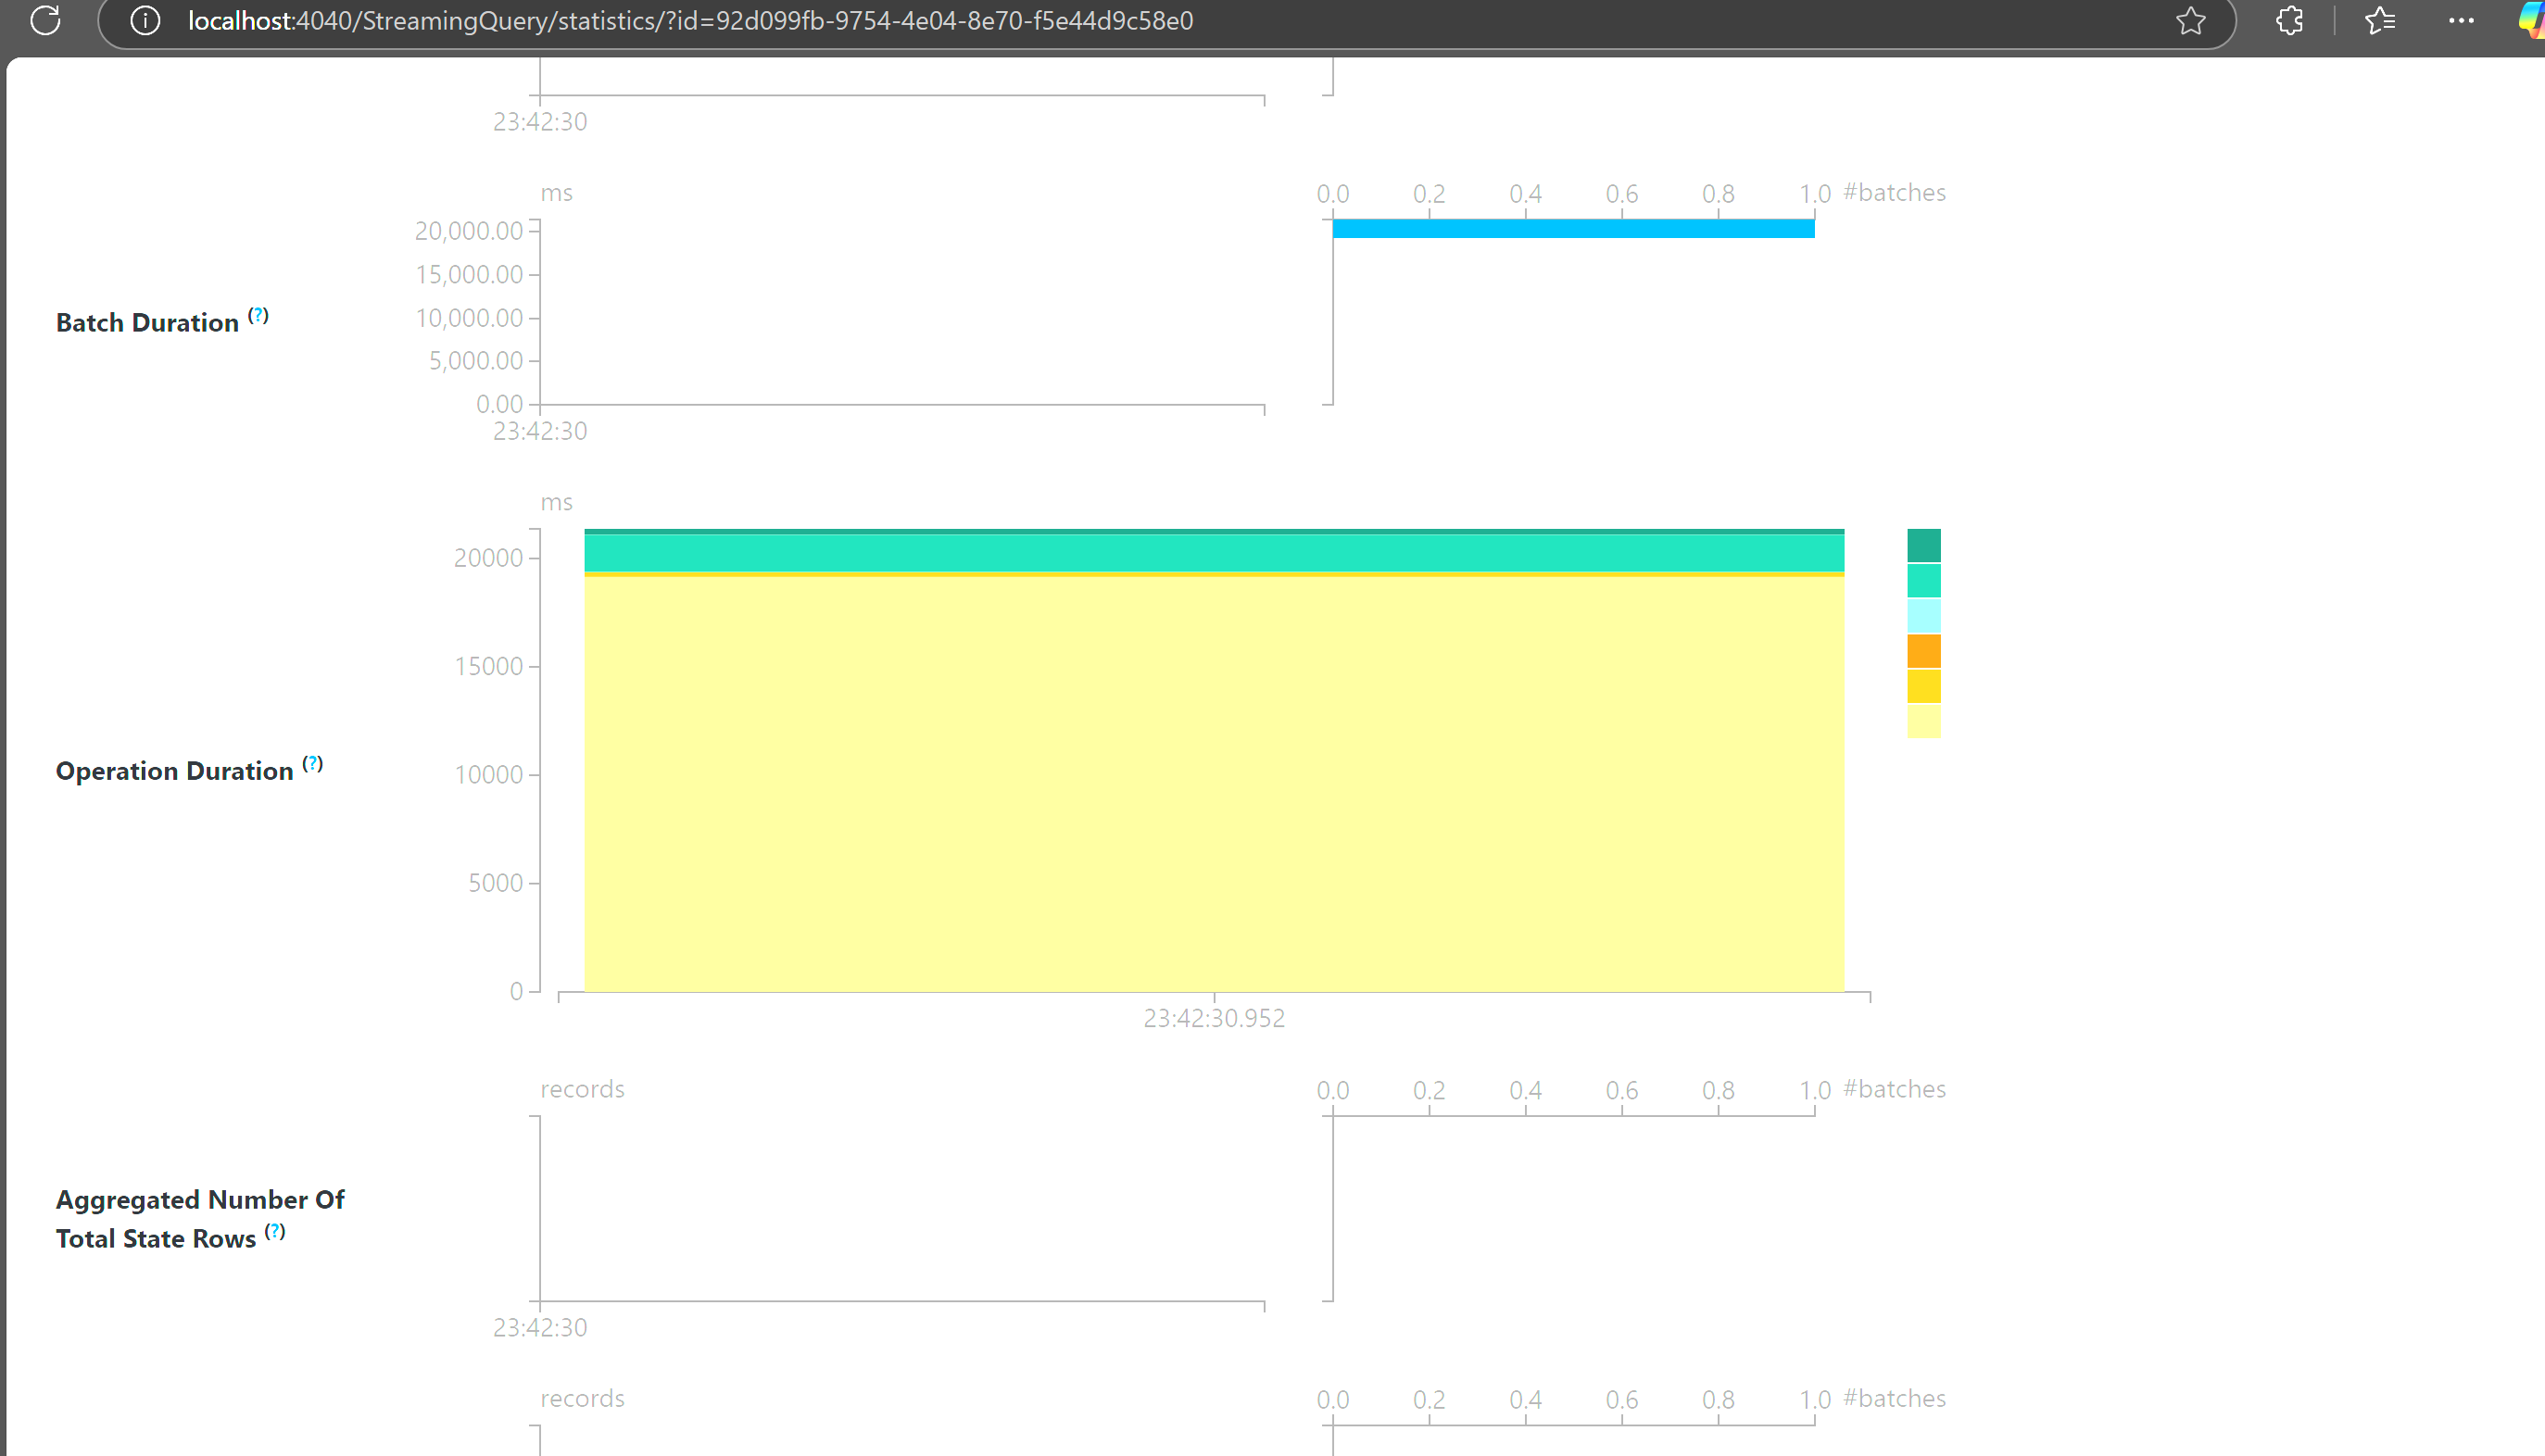 localhost:4040/StreamingQuery/statistics/?id=92d099fb-9754-4e04-8e70-f5e44d9c58e0
23:42:30
ms
0.0 0.2 0.4 0.6 0.8 1.0 #batches
20,000.00
15,000.00
10,000.00
Batch Duration (?)
5,000.00
0.00
23:42:30
ms
20000
15000
Operation Duration (?)
10000
5000
0
23:42:30.952
records
0.0 0.2 0.4 0.6 0.8 1.0 #batches
Aggregated Number Of
Total State Rows (?)
23:42:30
records
0.0 0.2 0.4 0.6 0.8 1.0 #batches